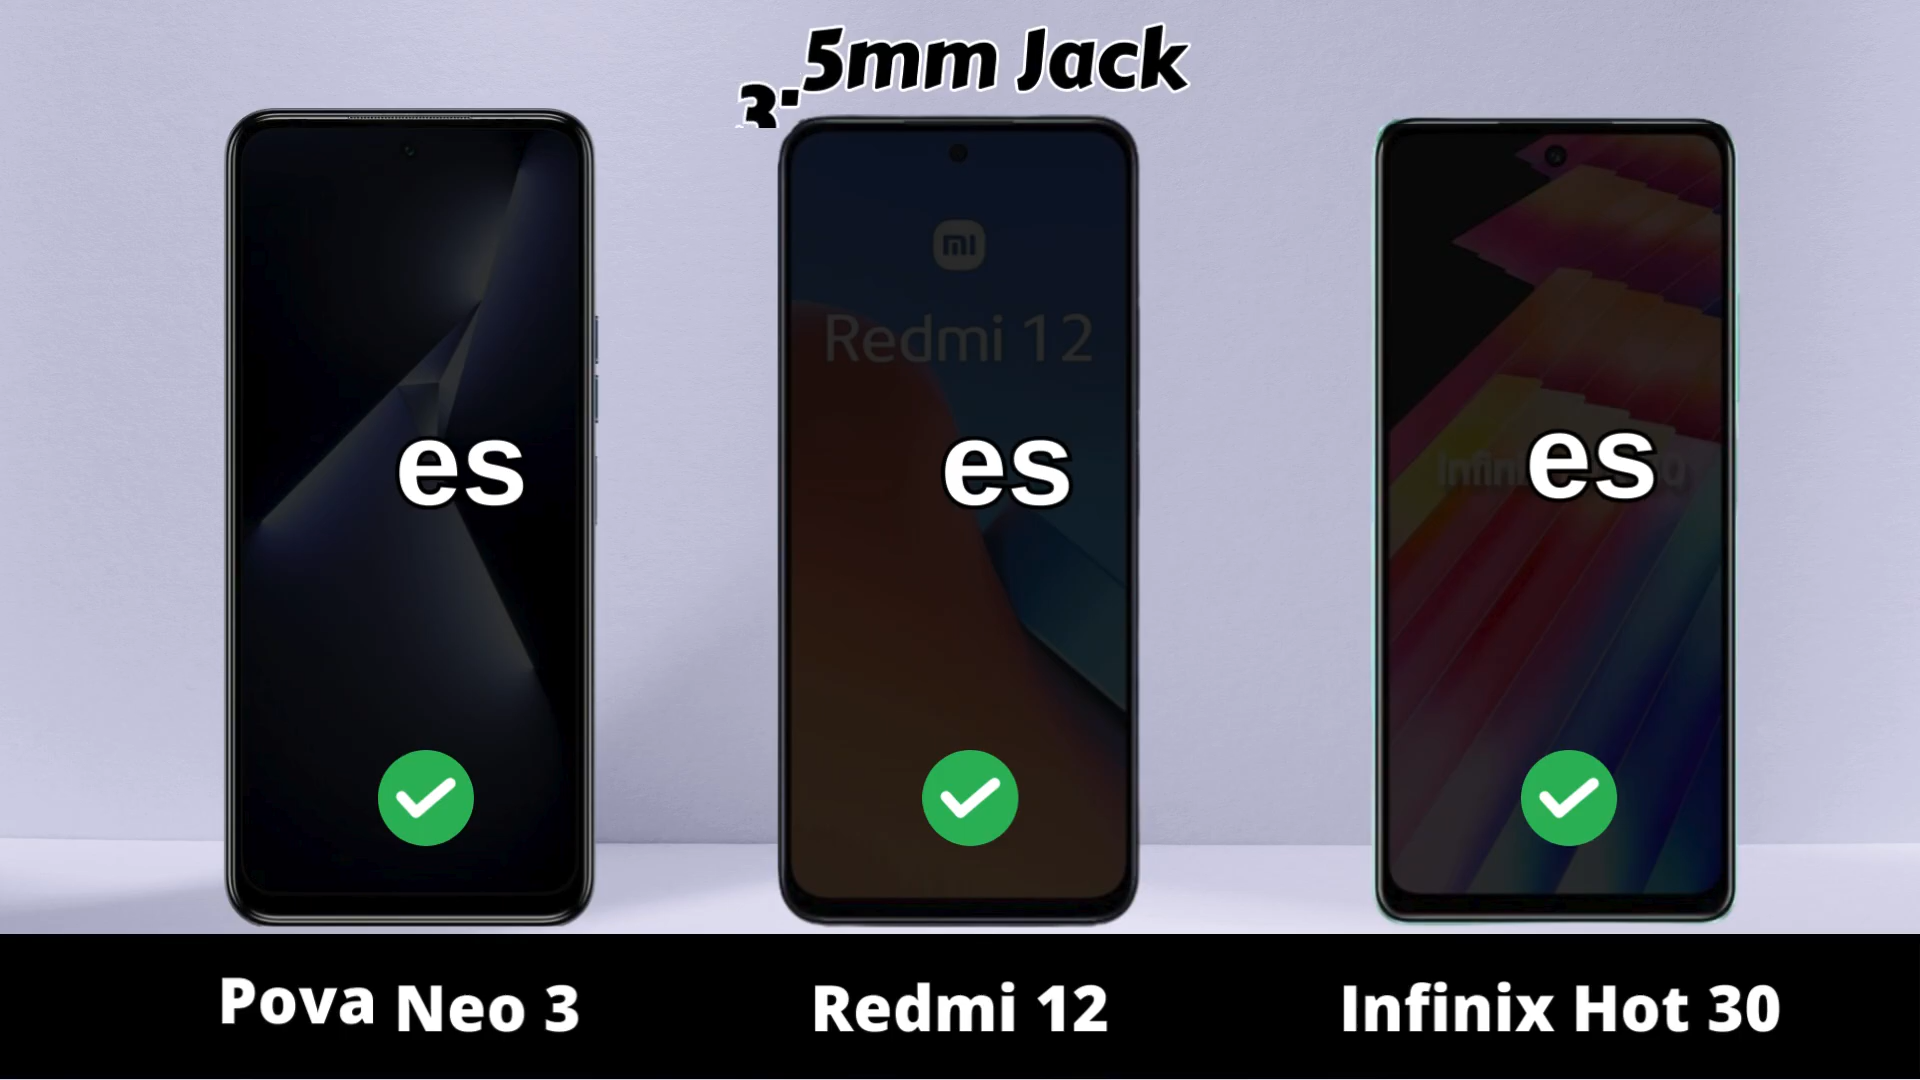 3.5mm Jack
mi
Redmi 12
es es es
Pova Neo 3 Redmi 12 Infinix Hot 30